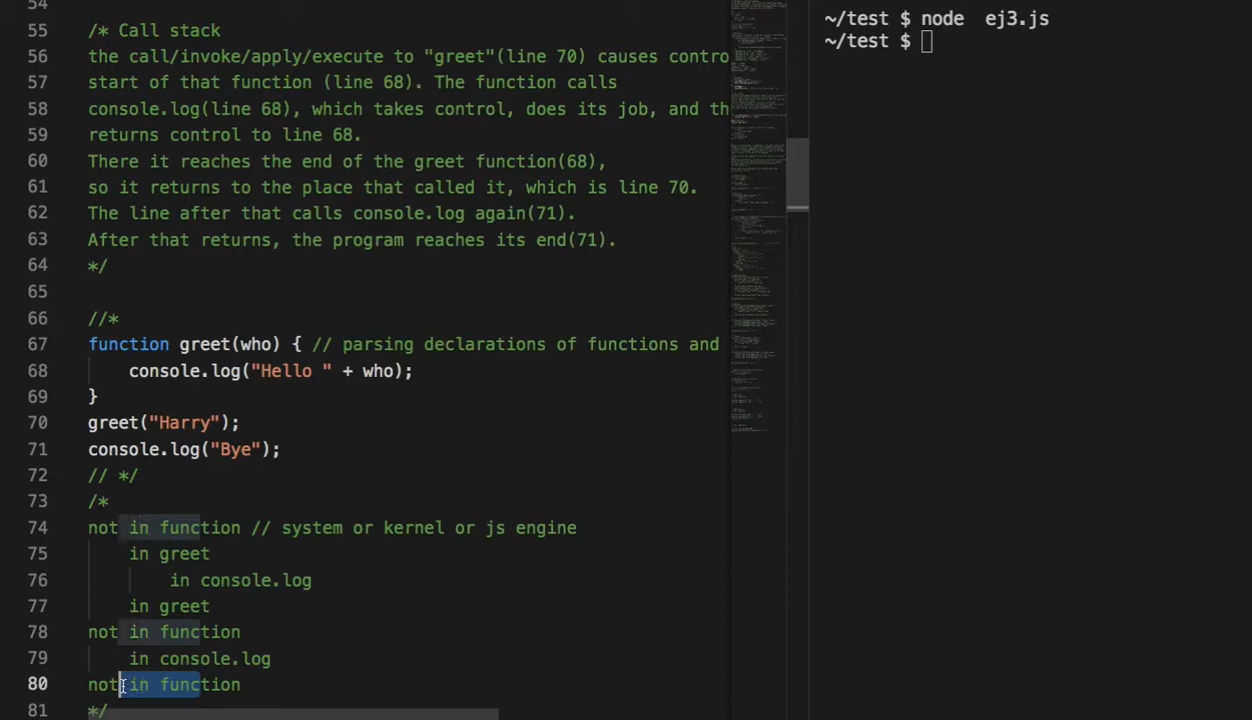 54
55 /* Call stack
56 the call/invoke/apply/execute to "greet"(line 70) causes contro
57 start of that function (line 68). The function calls
58 console.log(line 68), which takes control, does its job, and th
59 returns control to line 68.
60 There it reaches the end of the greet function(68),
61 so it returns to the place that called it, which is line 70.
62 The line after that calls console.log again(71).
63 After that returns, the program reaches its end(71).
64 */
65
66 //*
67 function greet(who) { // parsing declarations of functions and
68 console.log("Hello " + who);
69 }
70 greet("Harry");
71 console.log("Bye");
72 // */
73 /*
74 not in function // system or kernel or js engine
75 in greet
76 in console.log
77 in greet
78 not in function
79 in console.log
80 not in function
81 */
~/test $ node  ej3.js
~/test $